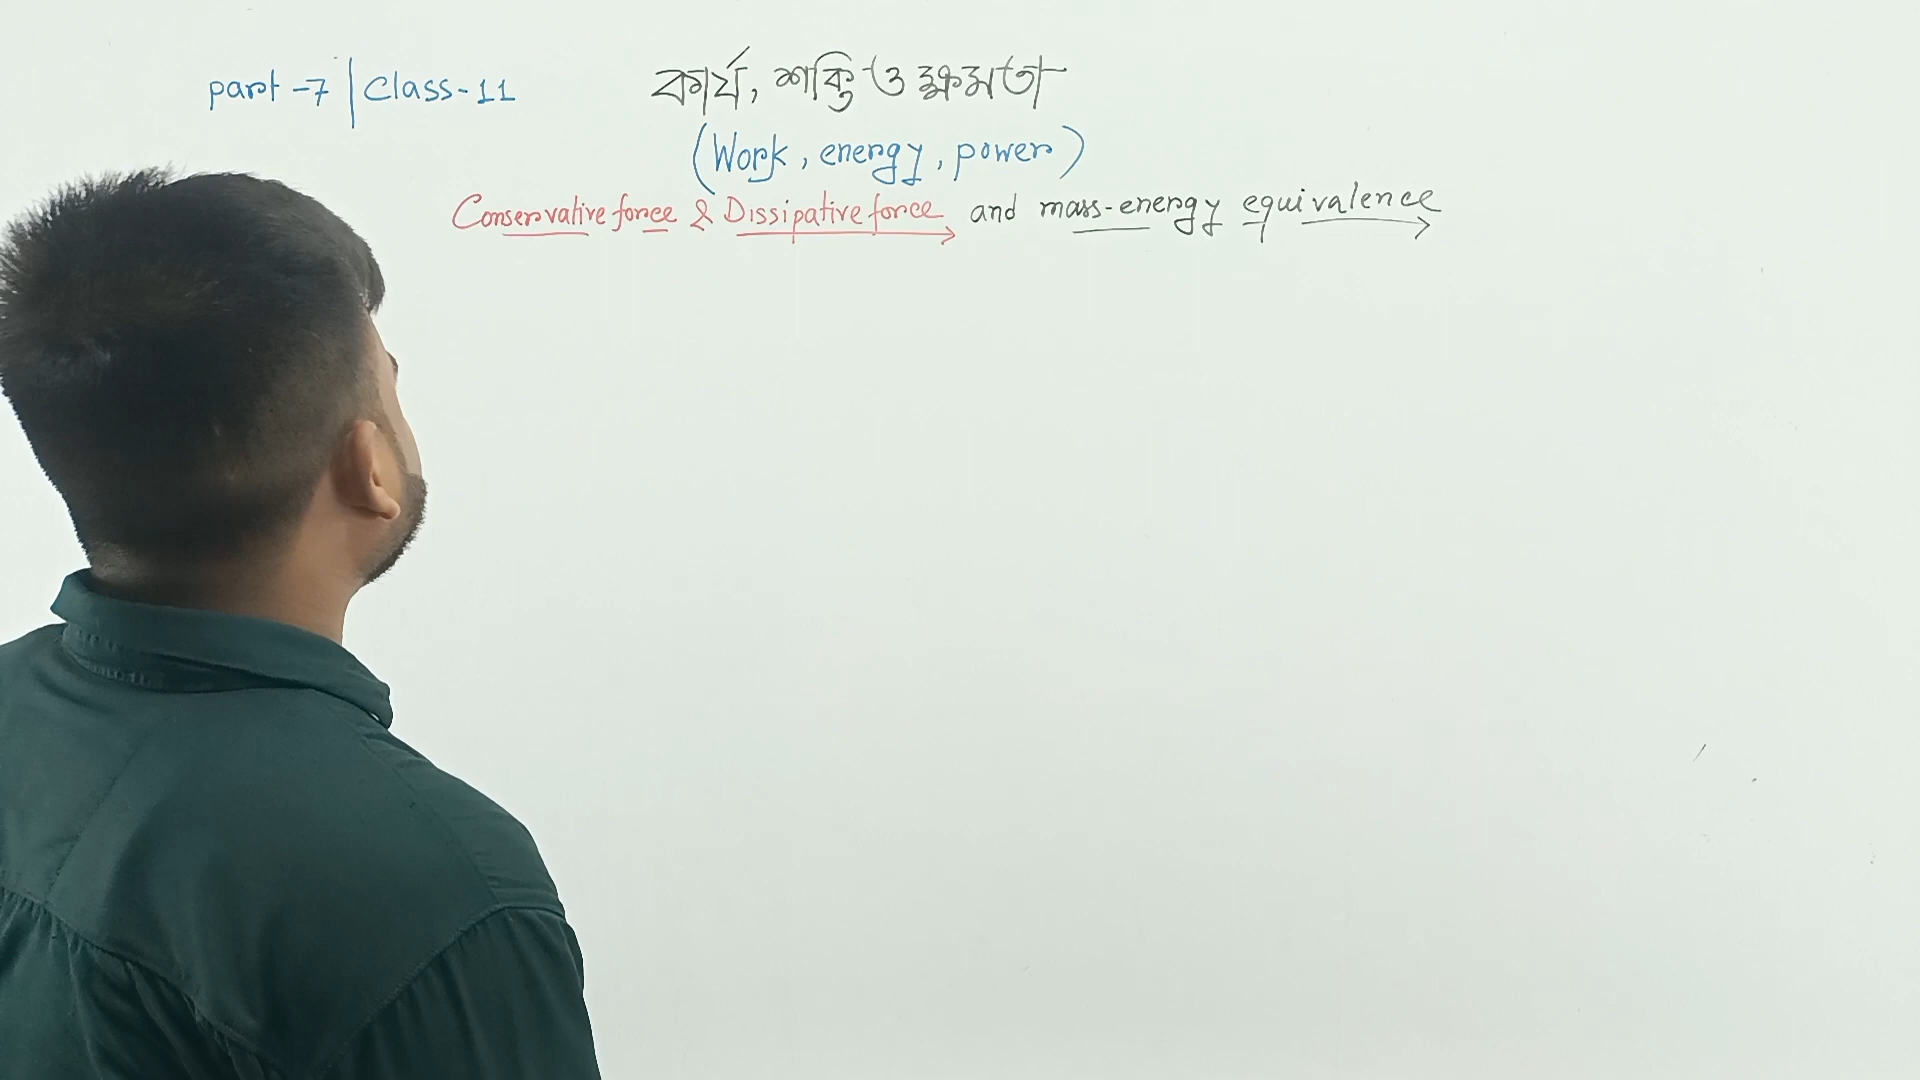 part-7 | Class-11
কার্য, শক্তি ও ক্ষমতা
(Work, energy, power)
Conservative force & Dissipative force and mass-energy equivalence